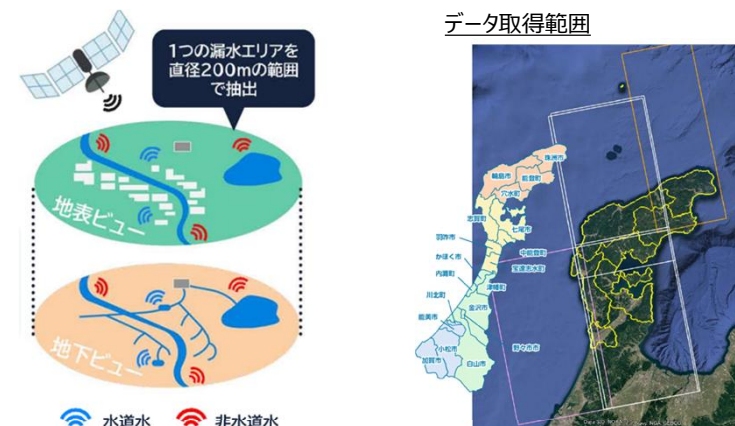 データ取得範囲
1つの漏水エリアを
直径200mの範囲
で抽出
地表ビュー
地下ビュー
水道水
非水道水
珠洲市
輪島市
能登町
穴水町
志賀町
七尾市
羽咋市
中能登町
かほく市
宝達志水町
内灘町
津幡町
川北町
金沢市
能美市
小松市
野々市市
加賀市
白山市